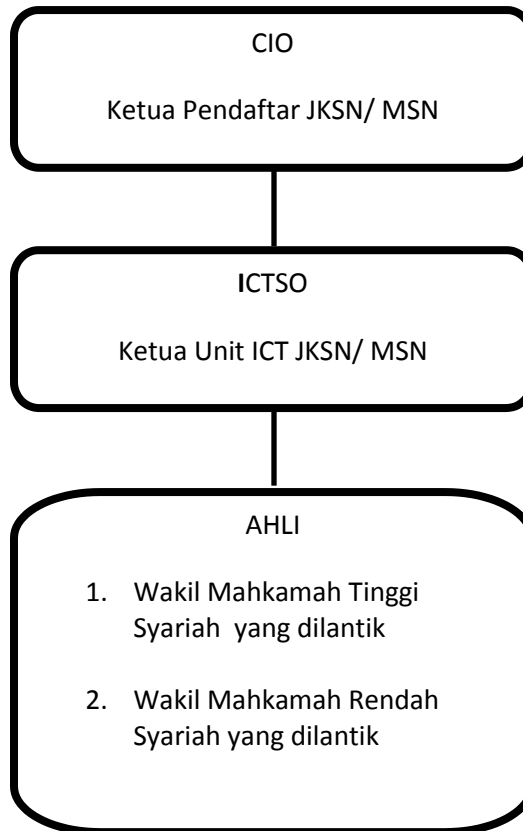 CIO
Ketua Pendaftar JKSN/ MSN
ICTSO
Ketua Unit ICT JKSN/ MSN
AHLI
1. Wakil Mahkamah Tinggi
Syariah yang dilantik
2. Wakil Mahkamah Rendah
Syariah yang dilantik